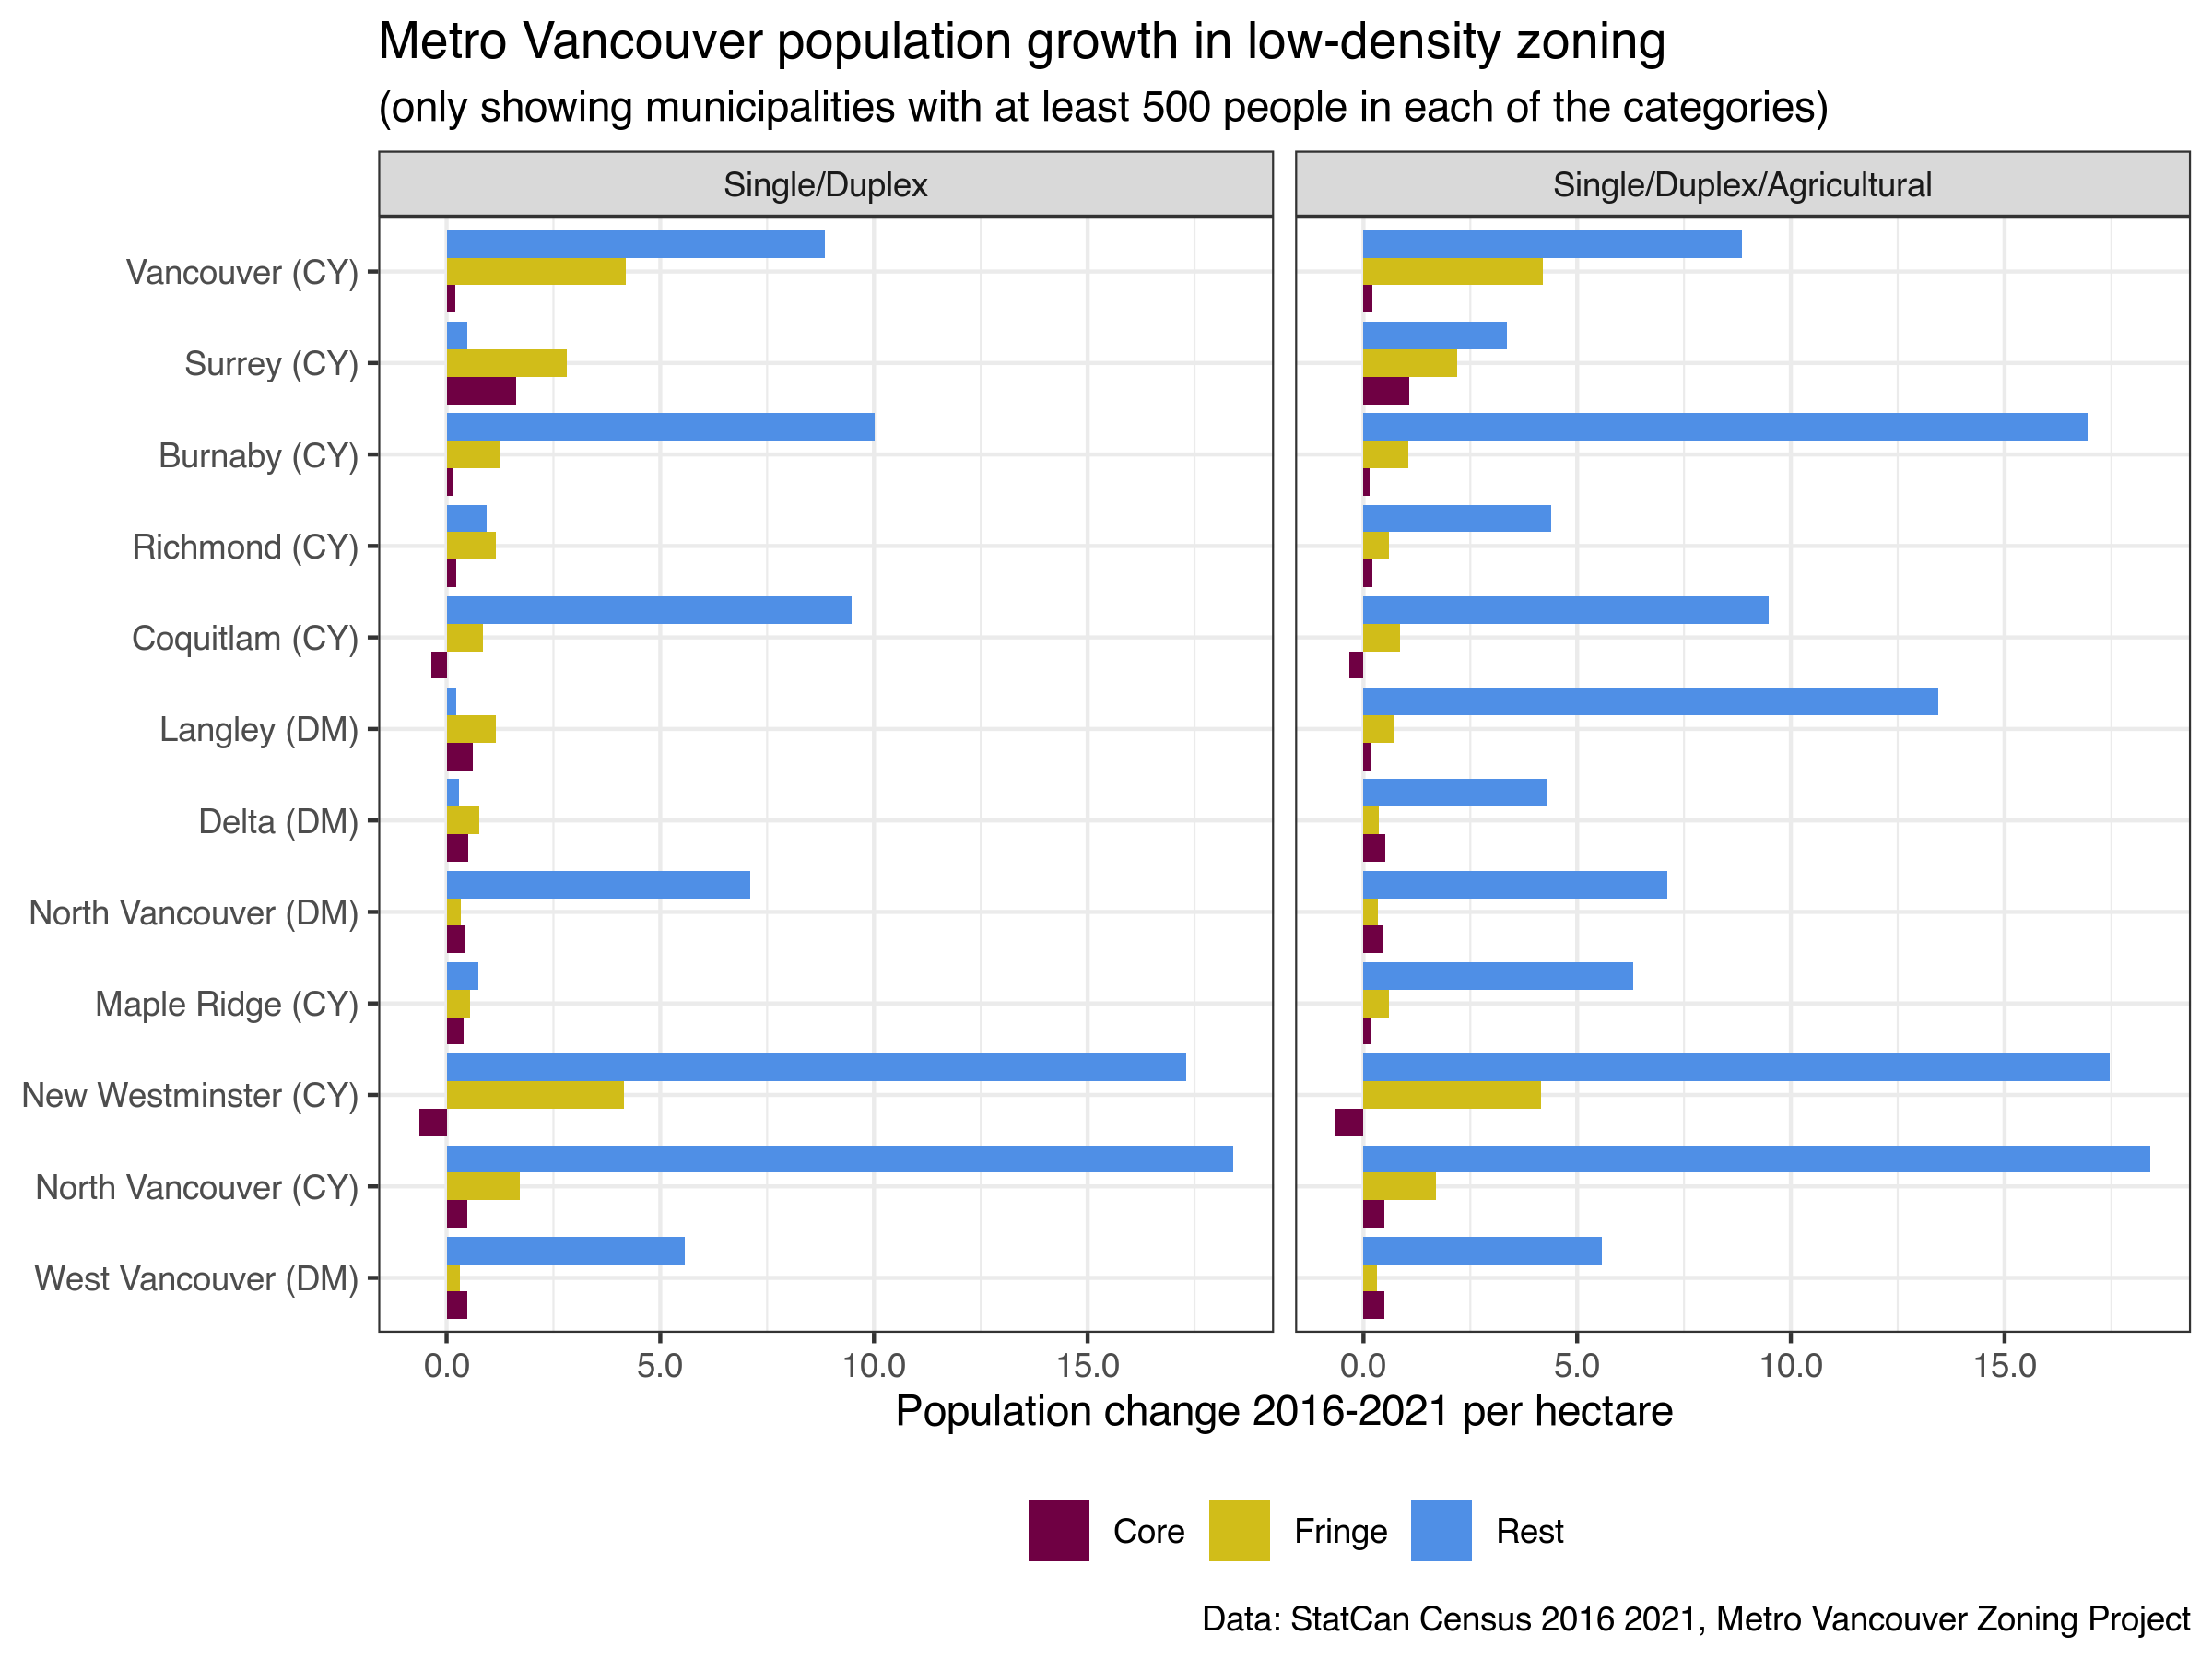 Metro Vancouver population growth in low-density zoning
(only showing municipalities with at least 500 people in each of the categories)
Single/Duplex
Single/Duplex/Agricultural
Vancouver (CY)
Surrey (CY)
Burnaby (CY)
Richmond (CY)
Coquitlam (CY)
Langley (DM)
Delta (DM)
North Vancouver (DM)
Maple Ridge (CY)
New Westminster (CY)
North Vancouver (CY)
West Vancouver (DM)
0.0 5.0 10.0 15.0 0.0 5.0 10.0 15.0
Population change 2016-2021 per hectare
Core Fringe Rest
Data: StatCan Census 2016 2021, Metro Vancouver Zoning Project